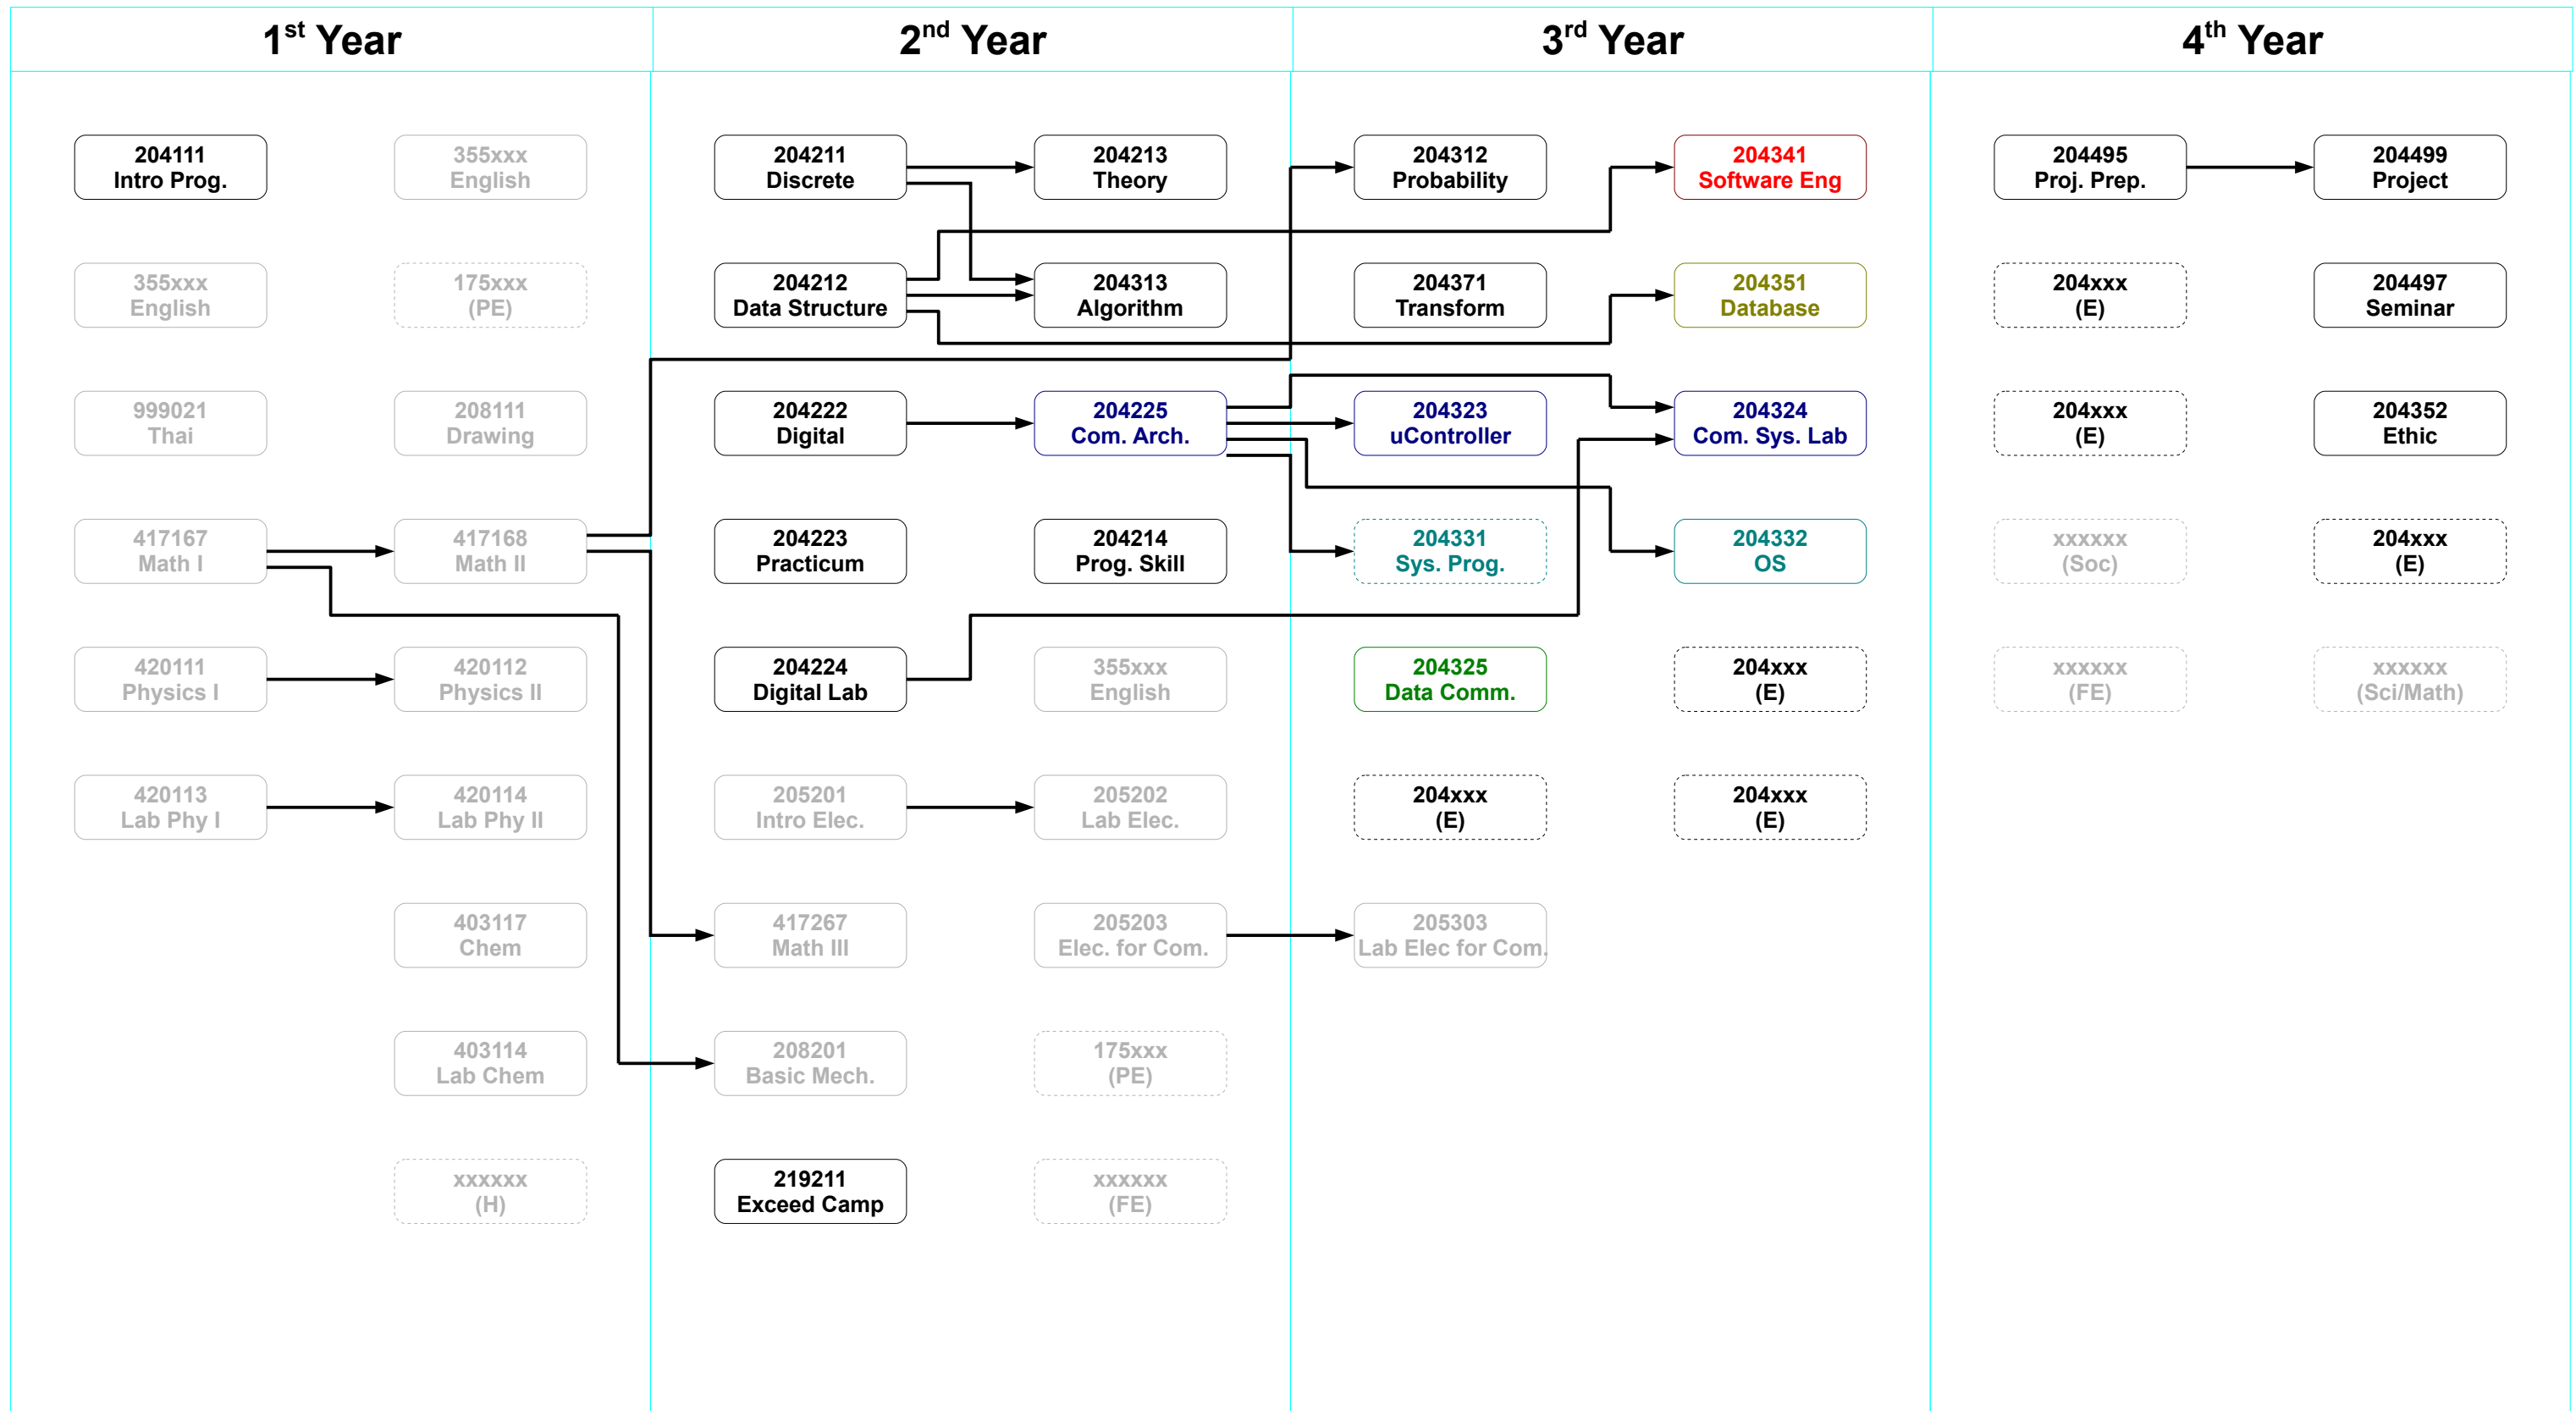 1st Year
2nd Year
3rd Year
4th Year
204111
Intro Prog.
355xxx
English
204211
Discrete
204213
Theory
204312
Probability
204341
Software Eng
204495
Proj. Prep.
204499
Project
355xxx
English
175xxx
(PE)
204212
Data Structure
204313
Algorithm
204371
Transform
204351
Database
204xxx
(E)
204497
Seminar
999021
Thai
208111
Drawing
204222
Digital
204225
Com. Arch.
204323
uController
204324
Com. Sys. Lab
204xxx
(E)
204352
Ethic
417167
Math I
417168
Math II
204223
Practicum
204214
Prog. Skill
204331
Sys. Prog.
204332
OS
xxxxxx
(Soc)
204xxx
(E)
420111
Physics I
420112
Physics II
204224
Digital Lab
355xxx
English
204325
Data Comm.
204xxx
(E)
xxxxxx
(FE)
xxxxxx
(Sci/Math)
420113
Lab Phy I
420114
Lab Phy II
205201
Intro Elec.
205202
Lab Elec.
204xxx
(E)
204xxx
(E)
403117
Chem
417267
Math III
205203
Elec. for Com.
205303
Lab Elec for Com.
403114
Lab Chem
208201
Basic Mech.
175xxx
(PE)
xxxxxx
(H)
219211
Exceed Camp
xxxxxx
(FE)